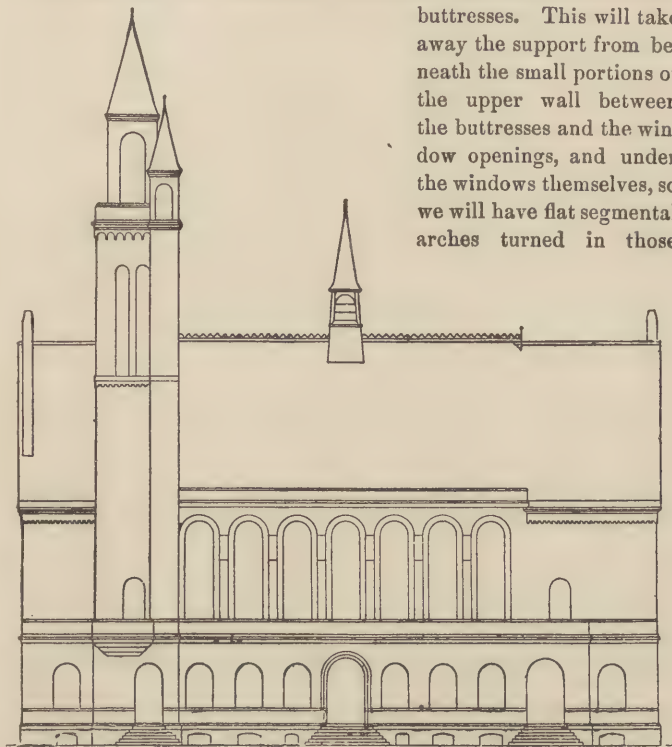 buttresses. This will take
away the support from be
neath the small portions o
the upper wall between
the buttresses and the win
dow openings, and under
the windows themselves, so
we will have flat segmental
arches turned in those